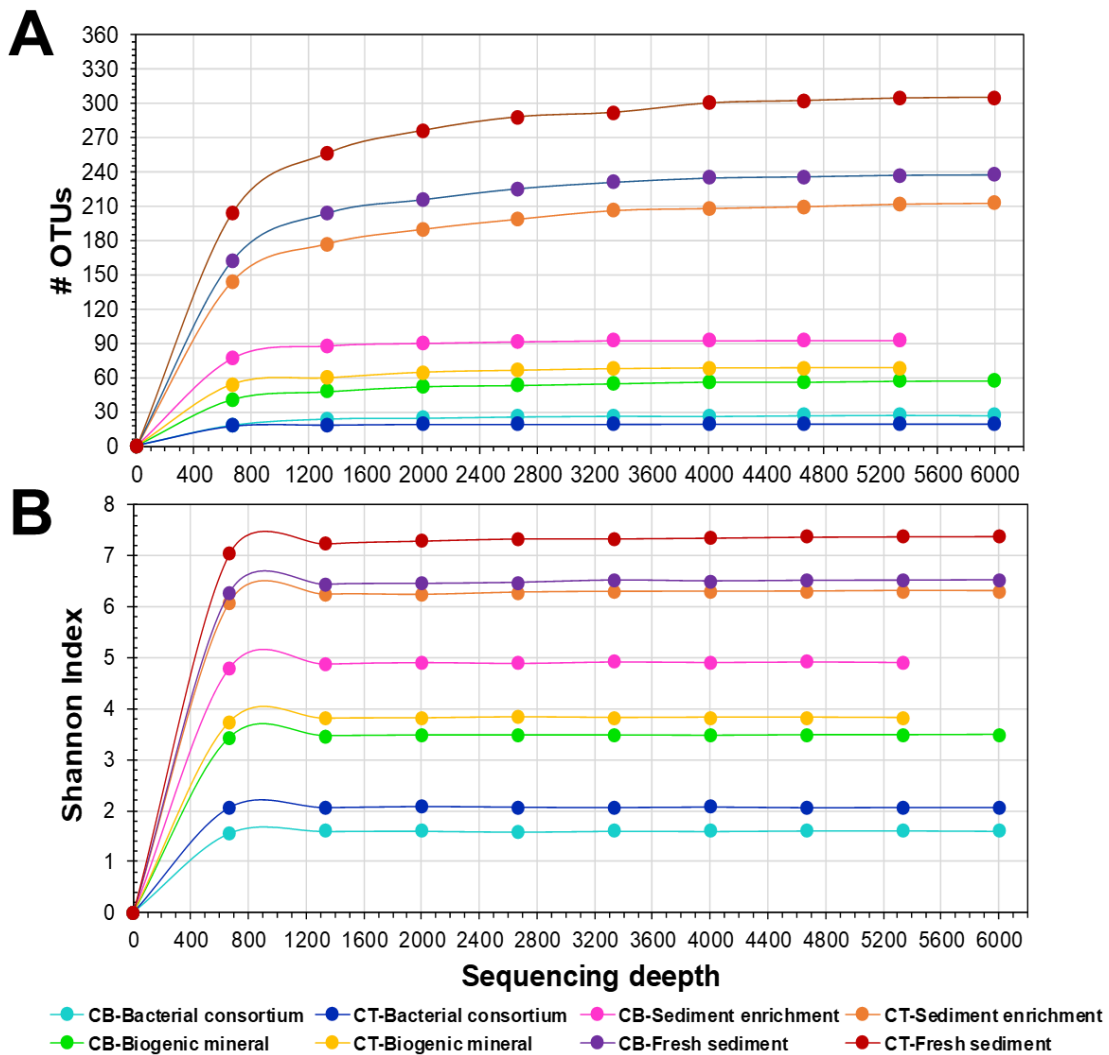 A
360
330
300
270
240
210
180
150
120
90
60
30
0
# OTUs
0 400 800 1200 1600 2000 2400 2800 3200 3600 4000 4400 4800 5200 5600 6000
B
8
7
6
5
4
3
2
1
0
Shannon Index
0 400 800 1200 1600 2000 2400 2800 3200 3600 4000 4400 4800 5200 5600 6000
Sequencing deepth
CB-Bacterial consortium CT-Bacterial consortium CB-Sediment enrichment CT-Sediment enrichment
CB-Biogenic mineral CT-Biogenic mineral CB-Fresh sediment CT-Fresh sediment